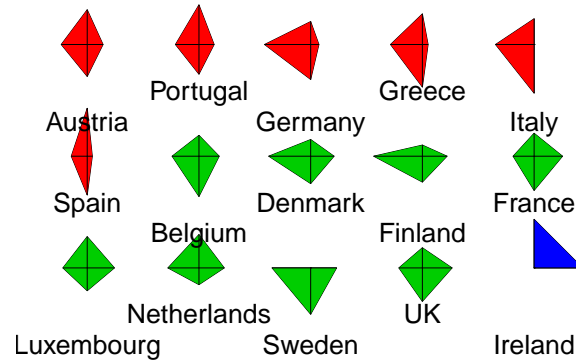 Portugal
Greece
Austria
Germany
Italy
Spain
Denmark
France
Belgium
Finland
Netherlands
UK
Luxembourg
Sweden
Ireland